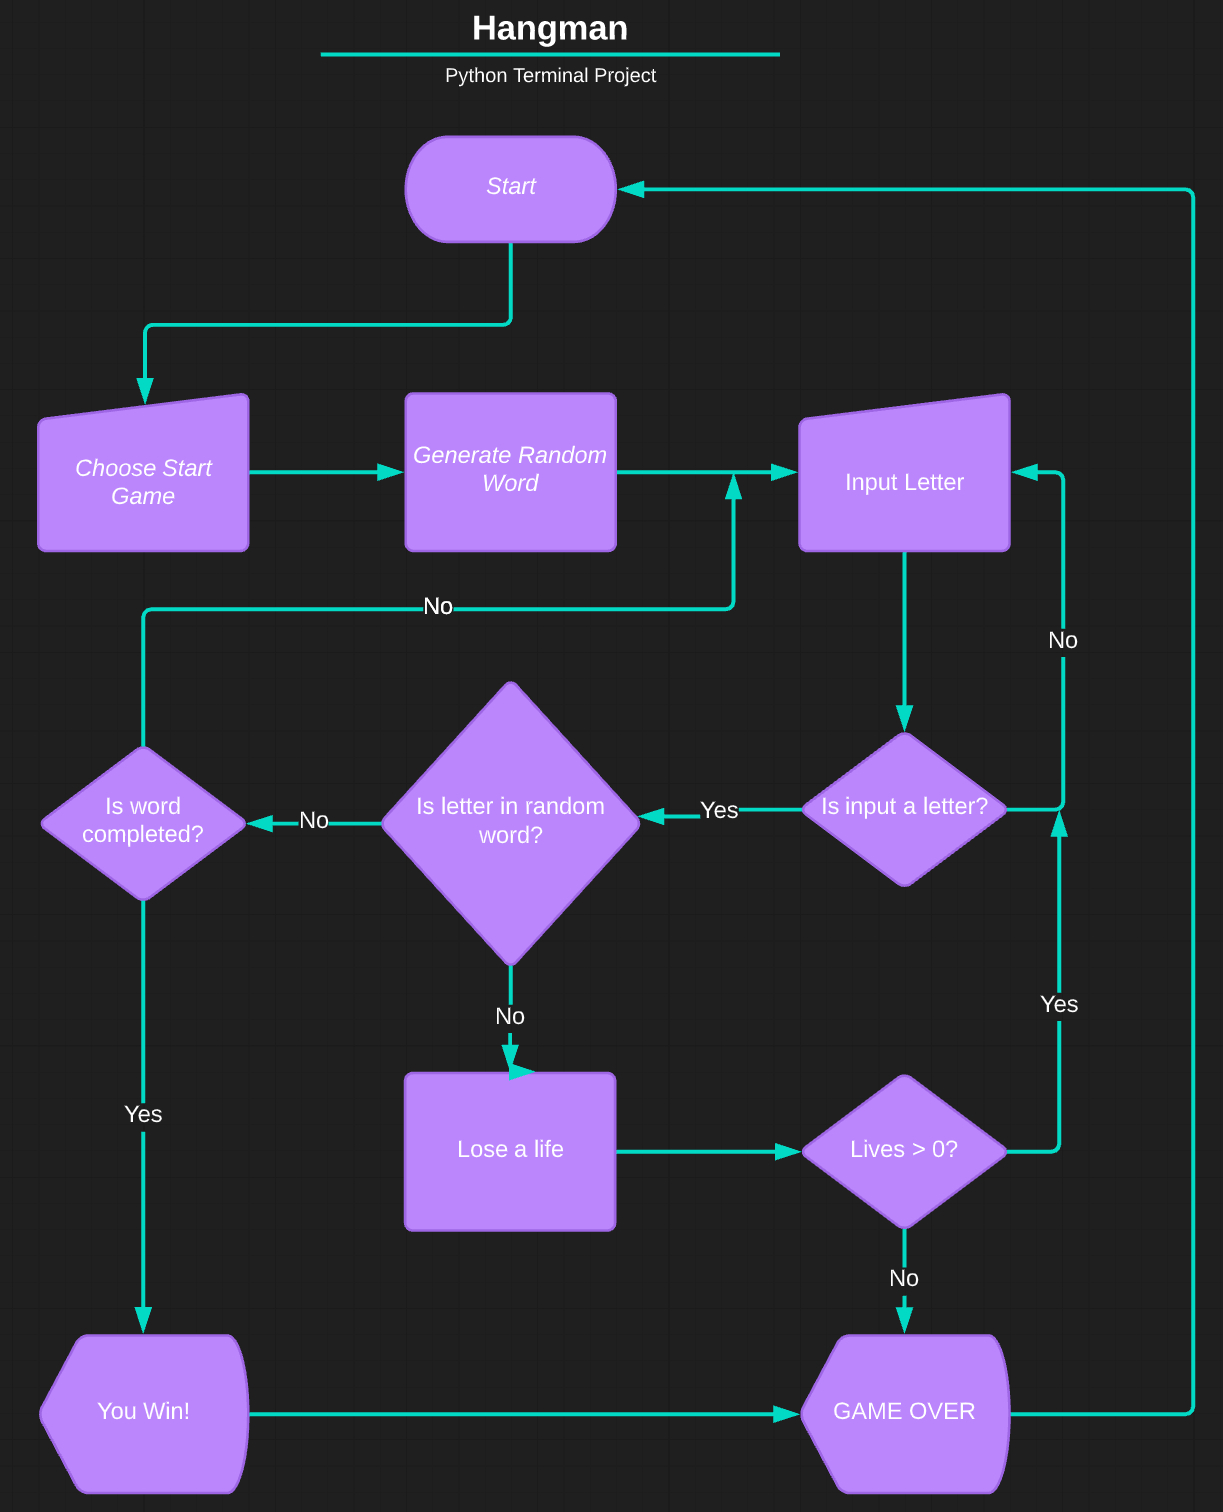 Hangman
Python Terminal Project
Start
Choose Start
Game
Generate Random
Word
Input Letter
No
No
Is word
completed?
No
Is letter in random
word?
Yes
Is input a letter?
No
Yes
Yes
Lose a life
Lives > 0?
No
You Win!
GAME OVER